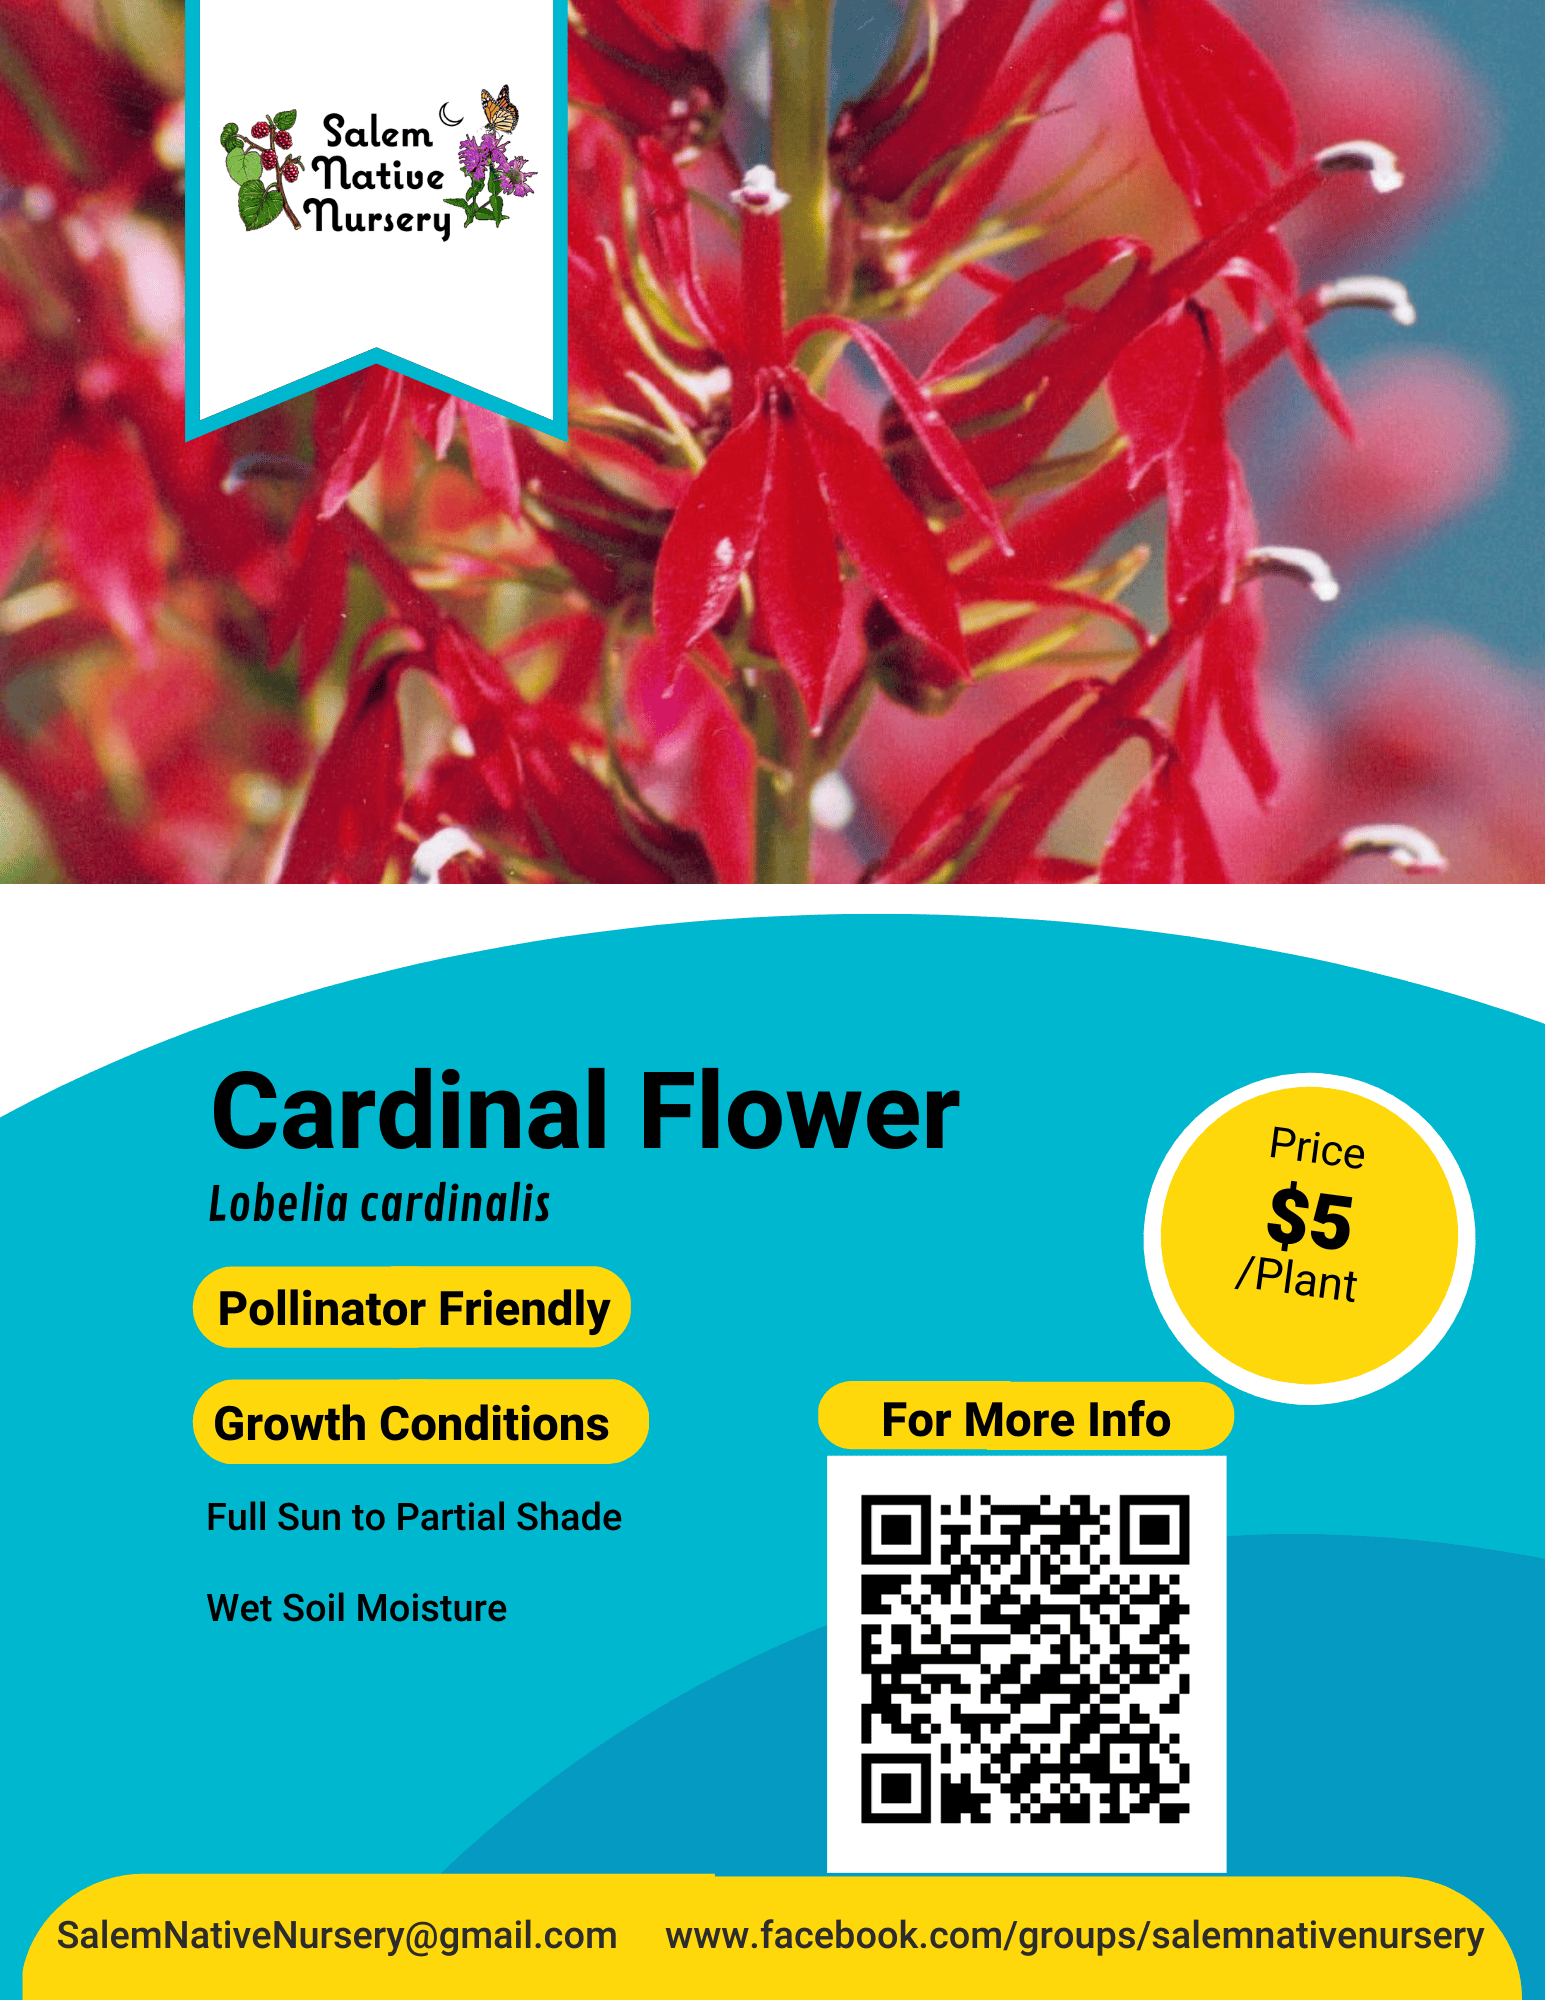 Salem
Native
Nursery
Cardinal Flower
Lobelia cardinalis
Price
$5
/Plant
Pollinator Friendly
Growth Conditions
For More Info
Full Sun to Partial Shade
Wet Soil Moisture
SalemNativeNursery@gmail.com
www.facebook.com/groups/salemnativenursery